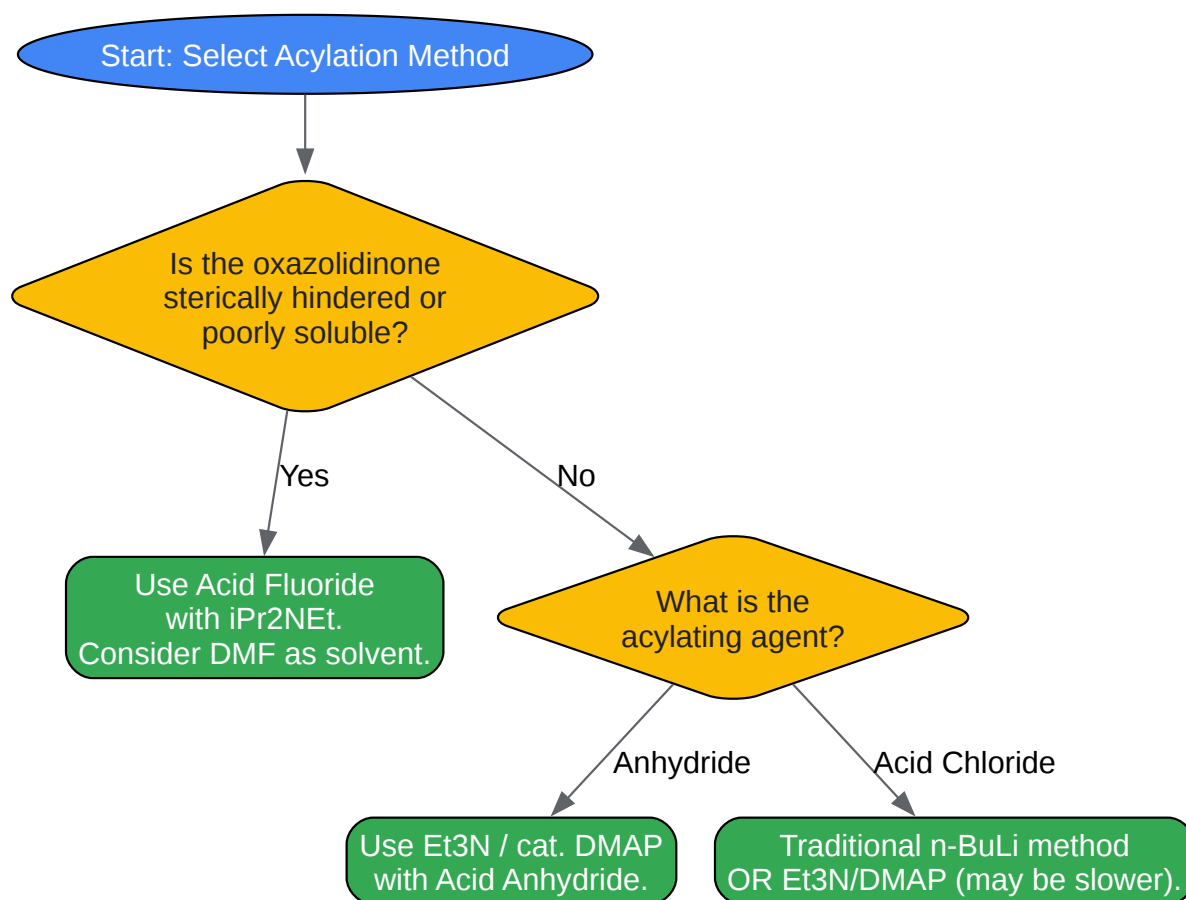 Start: Select Acylation Method
Is the oxazolidinone
sterically hindered or
poorly soluble?
Yes
No
Use Acid Fluoride
with iPr2NEt.
Consider DMF as solvent.
What is the
acylating agent?
Anhydride
Acid Chloride
Use Et3N / cat. DMAP
with Acid Anhydride.
Traditional n-BuLi method
OR Et3N/DMAP (may be slower).